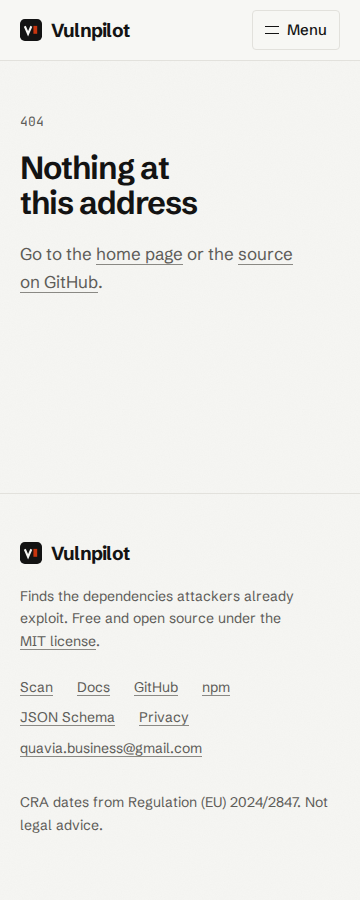 Vulnpilot
Menu
404
Nothing at
this address
Go to the home page or the source
on GitHub.
Vulnpilot
Finds the dependencies attackers already
exploit. Free and open source under the
MIT license.
Scan Docs GitHub npm
JSON Schema Privacy
quavia.business@gmail.com
CRA dates from Regulation (EU) 2024/2847. Not
legal advice.